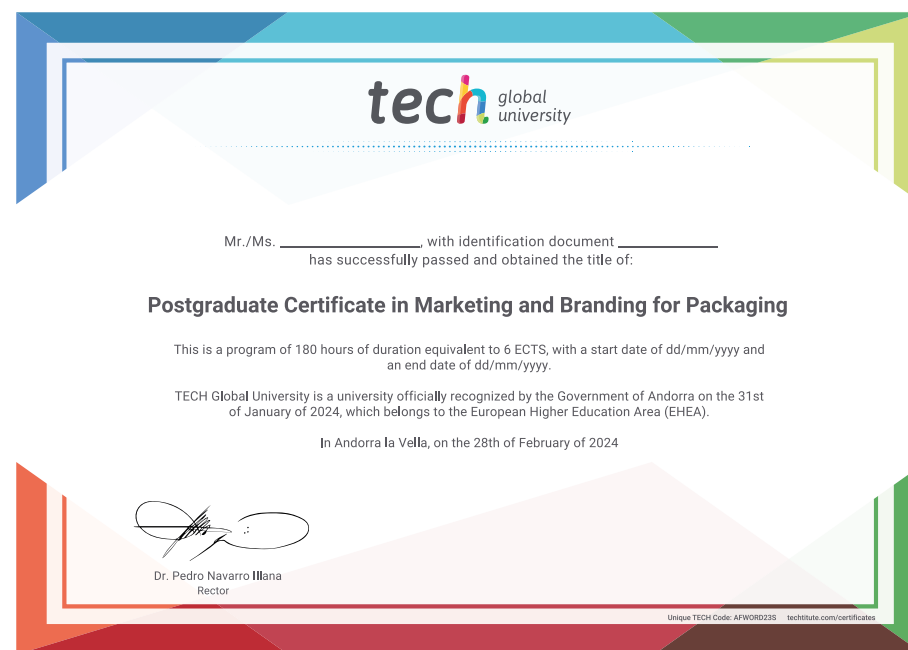 tech global university
Mr./Ms. ____________, with identification document ____________
has successfully passed and obtained the title of:
Postgraduate Certificate in Marketing and Branding for Packaging
This is a program of 180 hours of duration equivalent to 6 ECTS, with a start date of dd/mm/yyyy and
an end date of dd/mm/yyyy.
TECH Global University is a university officially recognized by the Government of Andorra on the 31st
of January of 2024, which belongs to the European Higher Education Area (EHEA).
In Andorra la Vella, on the 28th of February of 2024
Dr. Pedro Navarro Illana
Rector
Unique TECH Code: AFWORD23S techtitute.com/certificates